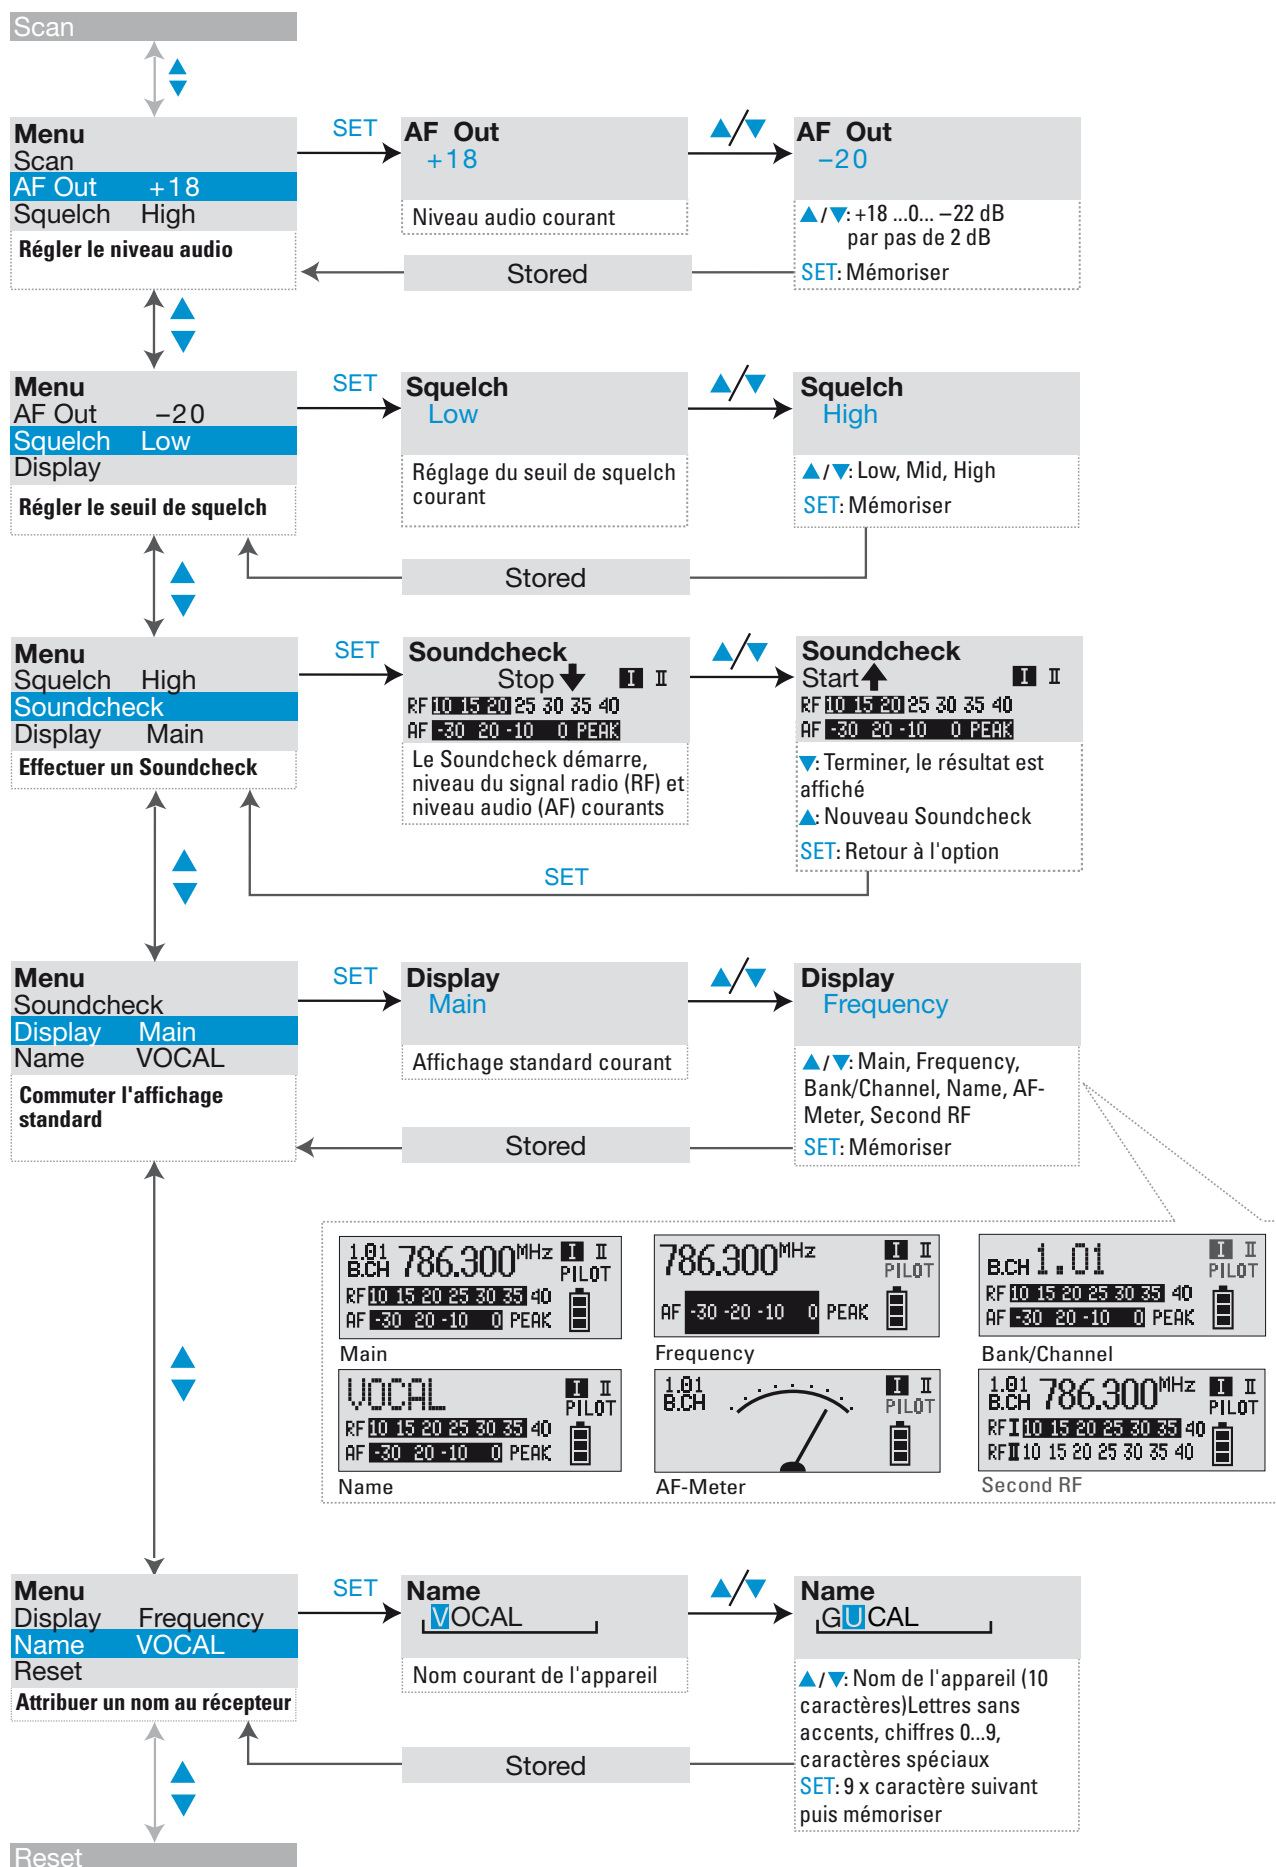 Scan
Menu
Scan
AF Out +18
Squelch High
Régler le niveau audio
SET
AF Out
+18
Niveau audio courant
▲/▼
AF Out
–20
▲/▼: +18 ...0... –22 dB
par pas de 2 dB
SET: Mémoriser
Stored
Menu
AF Out –20
Squelch Low
Display
Régler le seuil de squelch
SET
Squelch
Low
Réglage du seuil de squelch
courant
▲/▼
Squelch
High
▲/▼: Low, Mid, High
SET: Mémoriser
Stored
Menu
Squelch High
Soundcheck
Display Main
Effectuer un Soundcheck
SET
Soundcheck
Stop I II
RF 10 15 20 25 30 35 40
AF -30 20 -10 0 PEAK
Le Soundcheck démarre,
niveau du signal radio (RF) et
niveau audio (AF) courants
▲/▼
Soundcheck
Start I II
RF 10 15 20 25 30 35 40
AF -30 20 -10 0 PEAK
▼: Terminer, le résultat est
affiché
▲: Nouveau Soundcheck
SET: Retour à l'option
SET
Menu
Soundcheck
Display Main
Name VOCAL
Commuter l'affichage
standard
SET
Display
Main
Affichage standard courant
▲/▼
Display
Frequency
▲/▼: Main, Frequency,
Bank/Channel, Name, AF-
Meter, Second RF
SET: Mémoriser
Stored
1.01
B.CH 786.300 MHz I II
PILOT
RF 10 15 20 25 30 35 40
AF -30 20 -10 0 PEAK
Main
786.300 MHz I II
PILOT
AF -30 -20 -10 0 PEAK
Frequency
B.CH 1.01 I II
PILOT
RF 10 15 20 25 30 35 40
AF -30 20 -10 0 PEAK
Bank/Channel
VOCAL I II
PILOT
RF 10 15 20 25 30 35 40
AF -30 20 -10 0 PEAK
Name
1.01
B.CH I II
PILOT
AF-Meter
1.01
B.CH 786.300 MHz I II
PILOT
RF I 10 15 20 25 30 35 40
RF II 10 15 20 25 30 35 40
Second RF
Menu
Display Frequency
Name VOCAL
Reset
Attribuer un nom au récepteur
SET
Name
VOCAL
Nom courant de l'appareil
▲/▼
Name
GUCAL
▲/▼: Nom de l'appareil (10
caractères)Lettres sans
accents, chiffres 0...9,
caractères spéciaux
SET: 9 x caractère suivant
puis mémoriser
Stored
Reset